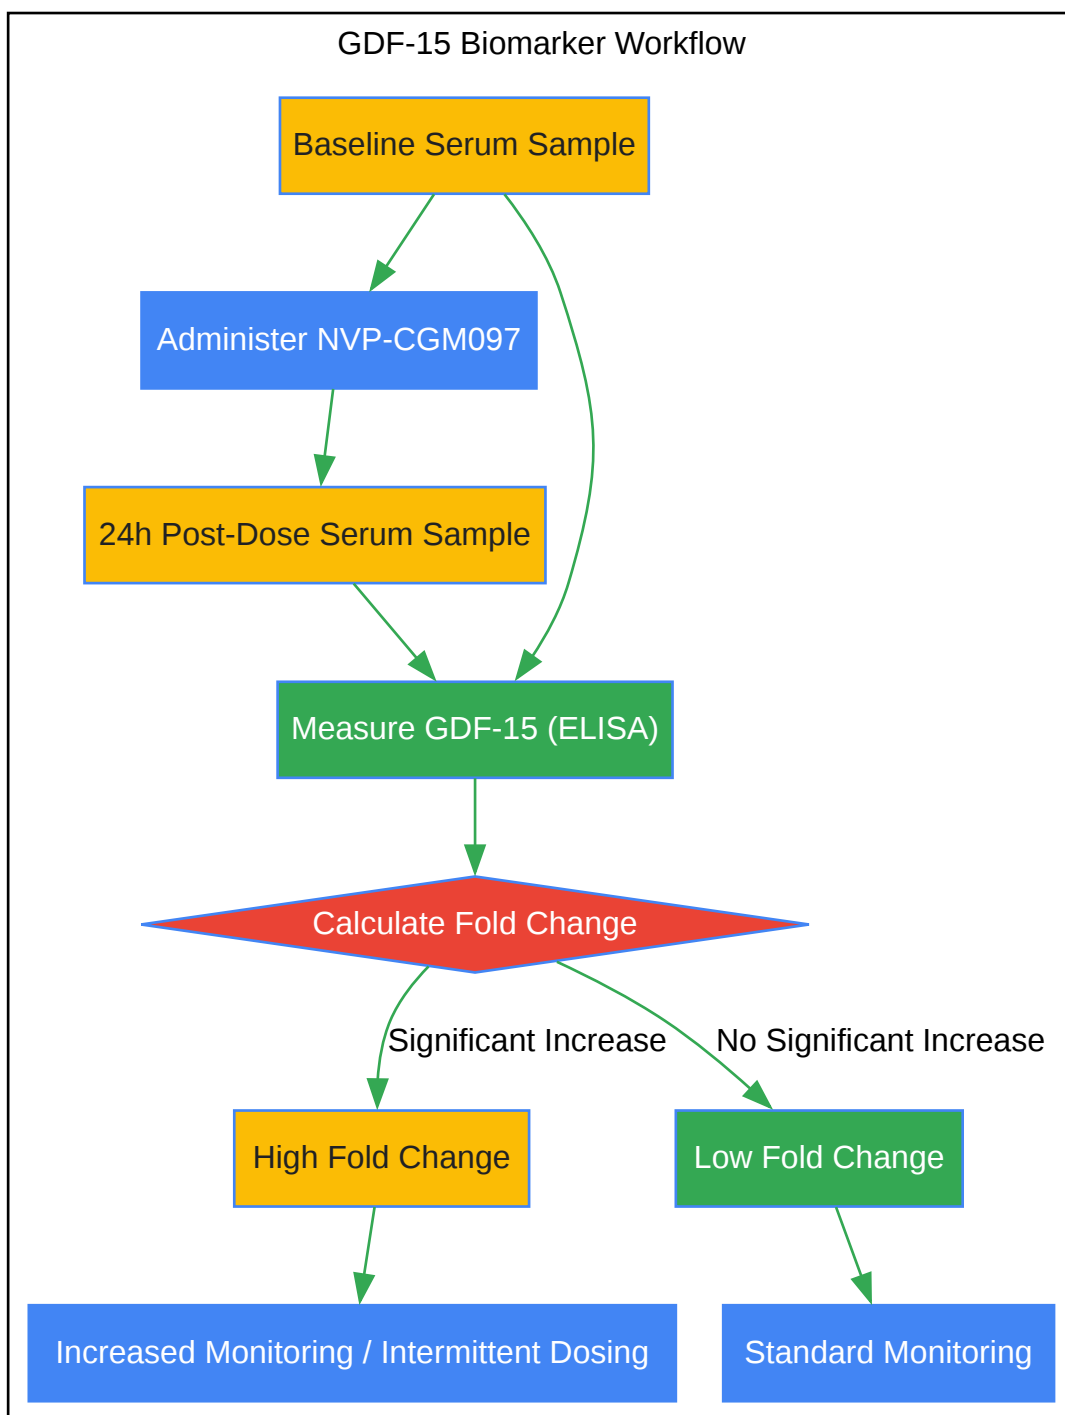 GDF-15 Biomarker Workflow
Baseline Serum Sample
Administer NVP-CGM097
24h Post-Dose Serum Sample
Measure GDF-15 (ELISA)
Calculate Fold Change
Significant Increase
No Significant Increase
High Fold Change
Low Fold Change
Increased Monitoring / Intermittent Dosing
Standard Monitoring